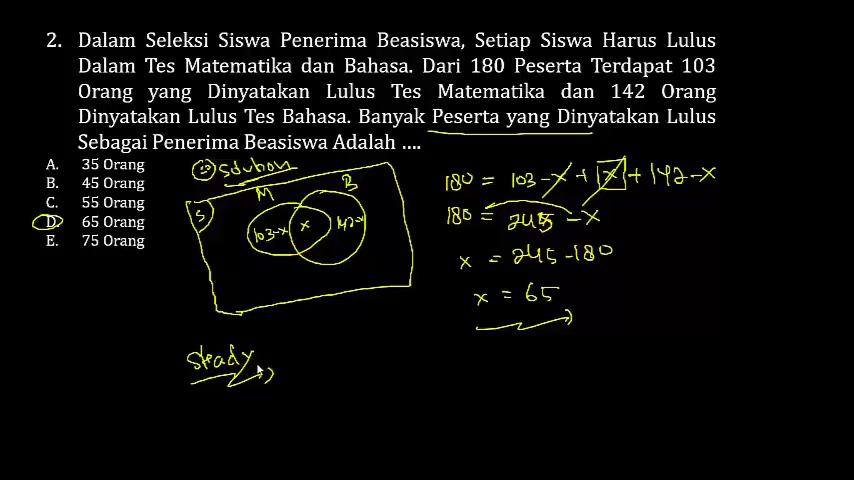 2. Dalam Seleksi Siswa Penerima Beasiswa, Setiap Siswa Harus Lulus
Dalam Tes Matematika dan Bahasa. Dari 180 Peserta Terdapat 103
Orang yang Dinyatakan Lulus Tes Matematika dan 142 Orang
Dinyatakan Lulus Tes Bahasa. Banyak Peserta yang Dinyatakan Lulus
Sebagai Penerima Beasiswa Adalah ....
A. 35 Orang
B. 45 Orang
C. 55 Orang
D. 65 Orang
E. 75 Orang
Solution
S
M
B
103-x
x
142-x
180 = 103 - x + x + 142 - x
180 = 245 - x
x = 245 - 180
x = 65
steady